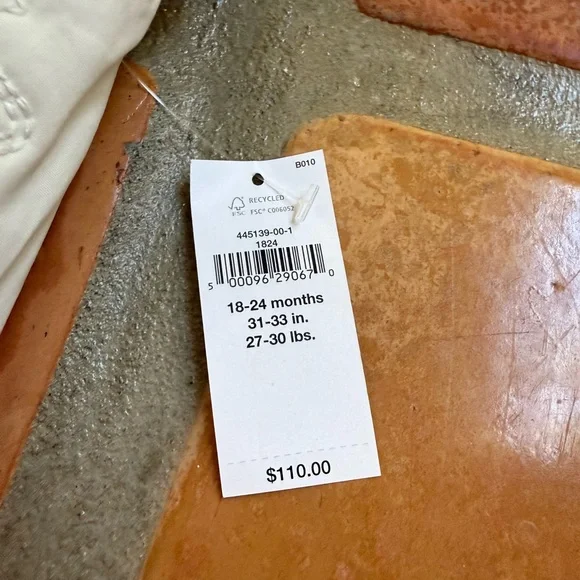 B010
RECYCLED
FSC
FSC® C006052
445139-00-1
1824
5 00096 29067 0
18-24 months
31-33 in.
27-30 lbs.
$110.00